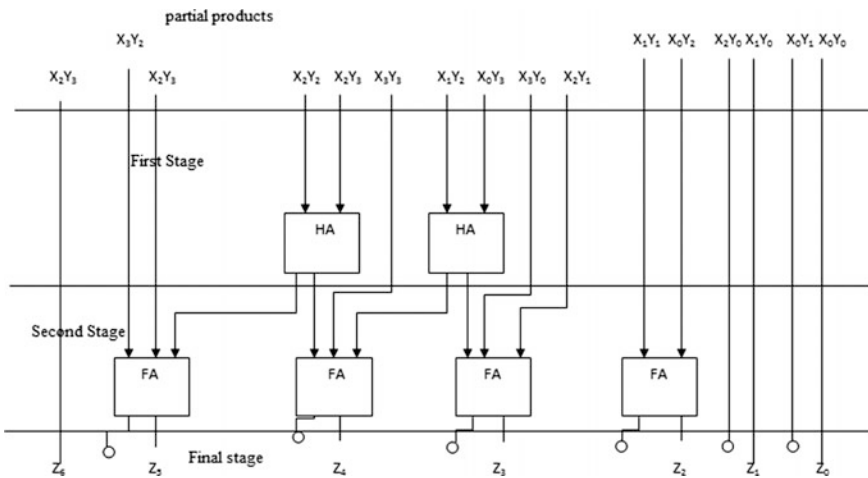 partial products
X₃Y₂
X₁Y₁ X₀Y₂ X₂Y₀ X₁Y₀ X₀Y₁ X₀Y₀
X₂Y₃ X₂Y₃ X₂Y₂ X₂Y₃ X₃Y₃ X₁Y₂ X₀Y₃ X₃Y₀ X₂Y₁
First Stage
HA HA
Second Stage
FA FA FA FA
Final stage
Z₆ Z₅ Z₄ Z₃ Z₂ Z₁ Z₀